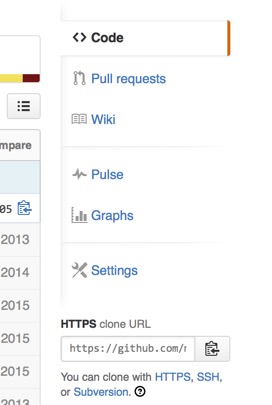 Code
Pull requests
Wiki
mpare
Pulse
05
2013
Graphs
2014
2015
Settings
2015
HTTPS clone URL
2013
https://github.com/r
2015
You can clone with HTTPS, SSH,
or Subversion.